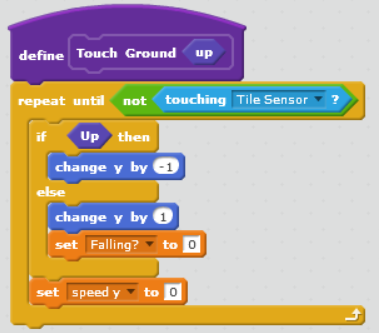 define Touch Ground up
repeat until not touching Tile Sensor ?
if Up then
change y by -1
else
change y by 1
set Falling? to 0
set speed y to 0